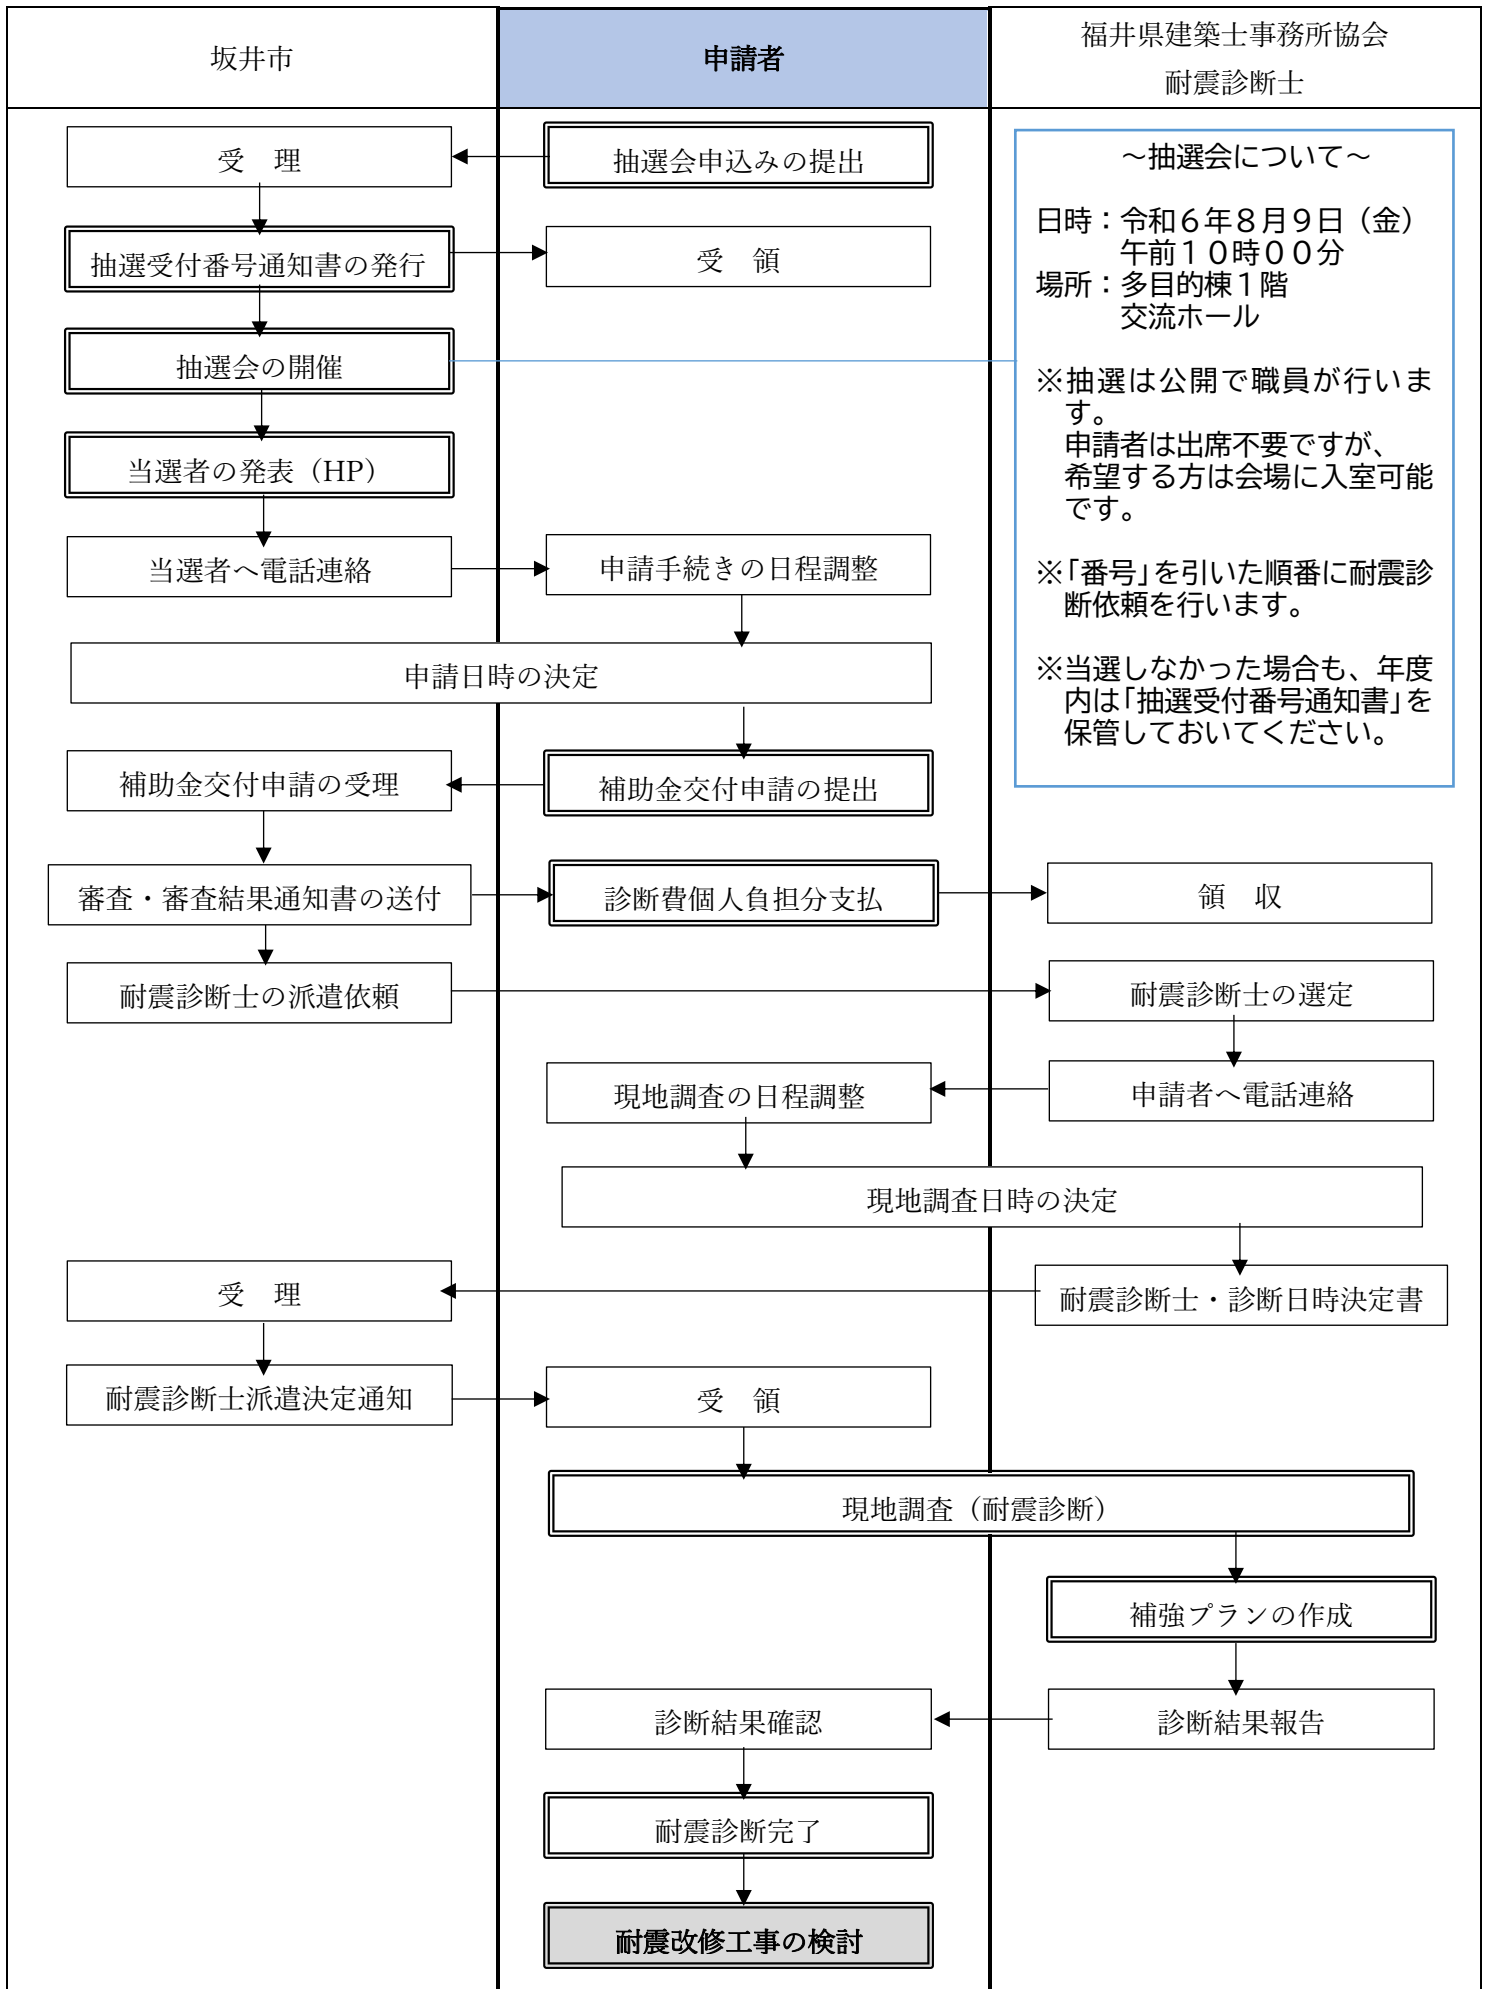 坂井市
申請者
福井県建築士事務所協会
耐震診断士
受　理
抽選会申込みの提出
抽選受付番号通知書の発行
受　領
抽選会の開催
当選者の発表（HP）
当選者へ電話連絡
申請手続きの日程調整
～抽選会について～
日時：令和６年８月９日（金）
午前１０時００分
場所：多目的棟１階
交流ホール
※抽選は公開で職員が行いま
す。
申請者は出席不要ですが、
希望する方は会場に入室可能
です。
※「番号」を引いた順番に耐震診
断依頼を行います。
※当選しなかった場合も、年度
内は「抽選受付番号通知書」を
保管しておいてください。
申請日時の決定
補助金交付申請の受理
補助金交付申請の提出
審査・審査結果通知書の送付
診断費個人負担分支払
領　収
耐震診断士の派遣依頼
耐震診断士の選定
現地調査の日程調整
申請者へ電話連絡
現地調査日時の決定
受　理
耐震診断士・診断日時決定書
耐震診断士派遣決定通知
受　領
現地調査（耐震診断）
補強プランの作成
診断結果確認
診断結果報告
耐震診断完了
耐震改修工事の検討